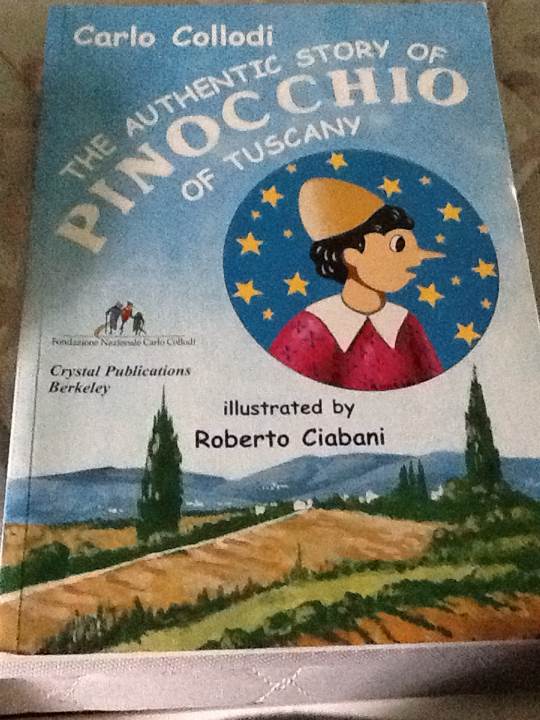 Carlo Collodi
THE AUTHENTIC STORY OF
PINOCCHIO
OF TUSCANY
Fondazione Nazionale Carlo Collodi
Crystal Publications
Berkeley
illustrated by
Roberto Ciabani